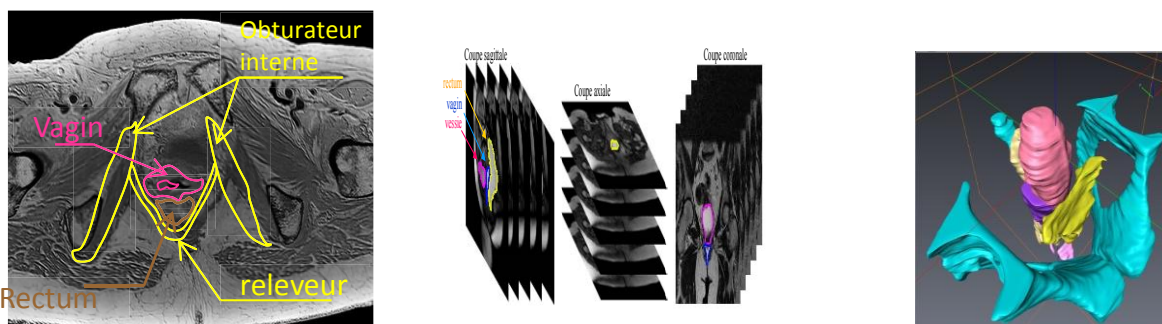 Obturateur
interne
Vagin
Rectum
releveur
Coupe sagittale
rectum
vagin
vessie
Coupe axiale
Coupe coronale